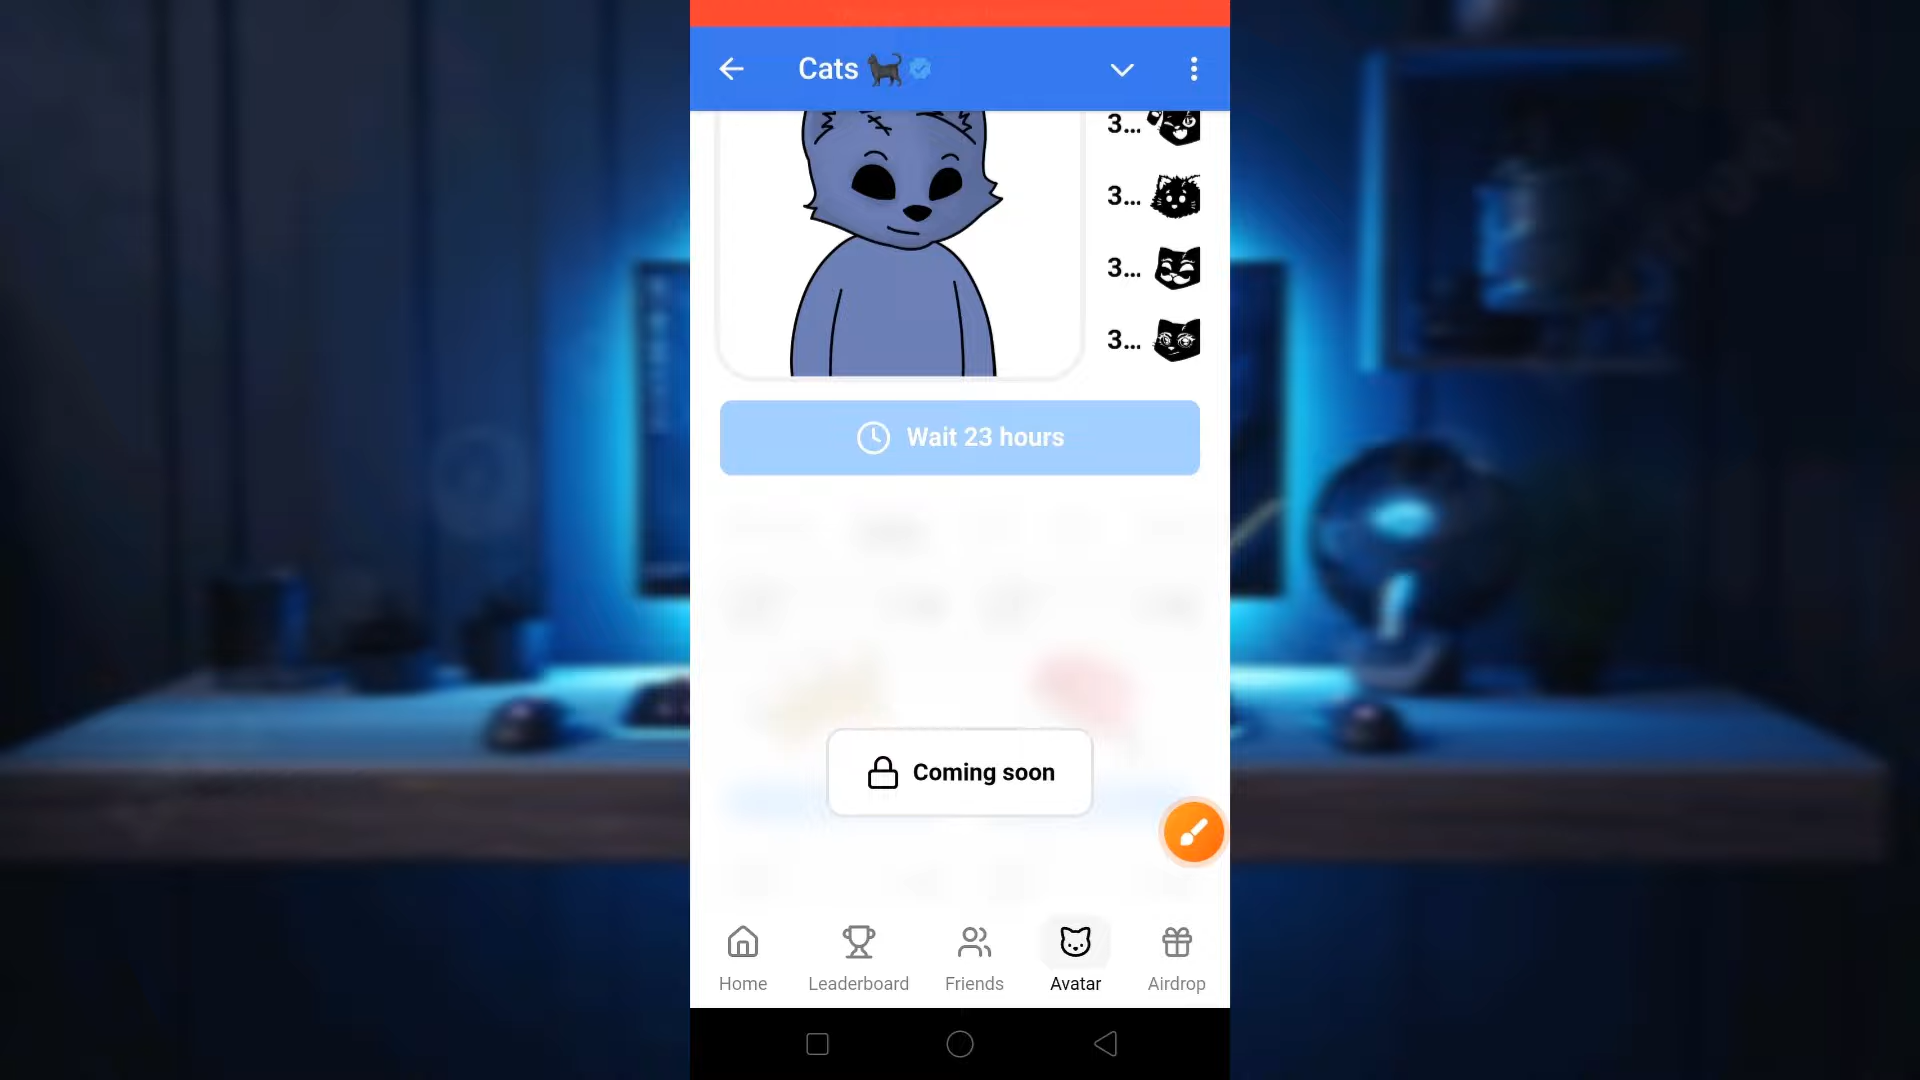 Cats 🐈‍⬛
3...
3...
3...
3...
Wait 23 hours
Coming soon
Home
Leaderboard
Friends
Avatar
Airdrop